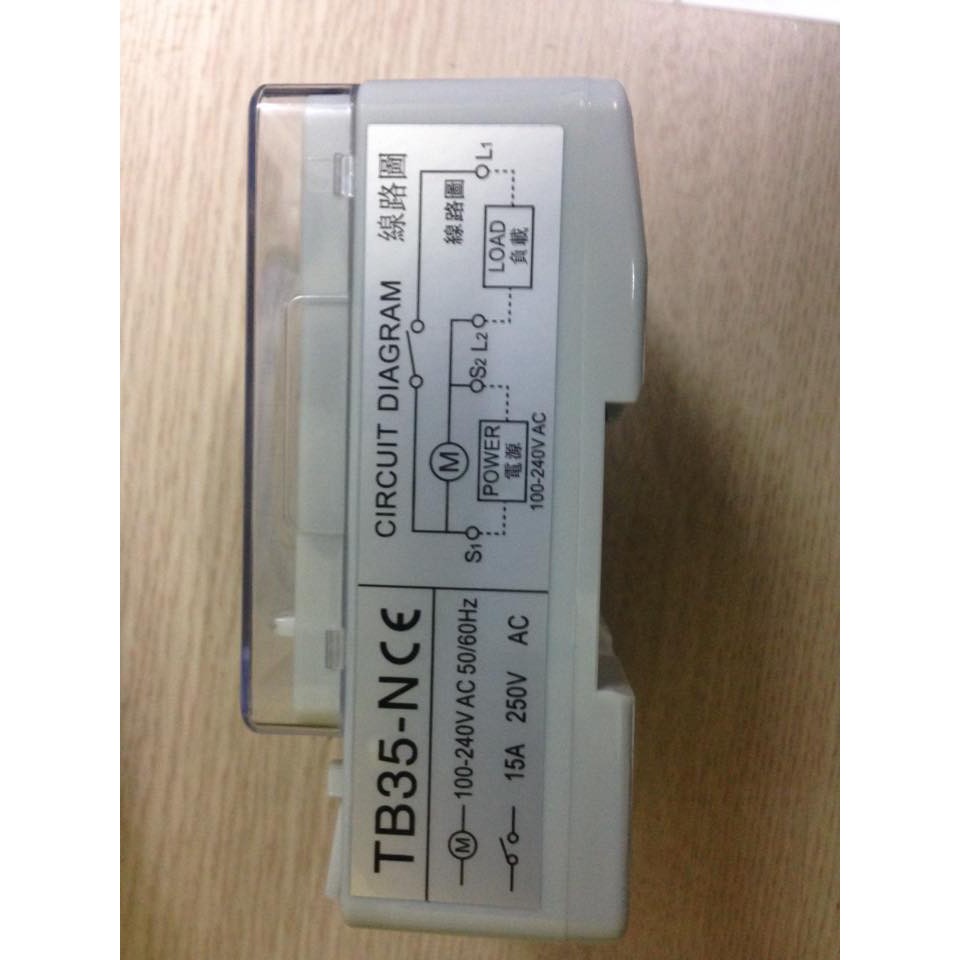 TB35-N CE
M 100-240V AC 50/60Hz
15A 250V AC
CIRCUIT DIAGRAM 線路圖
線路圖
M
S1
S2
L2
L1
POWER
電源
100-240V AC
LOAD
負載